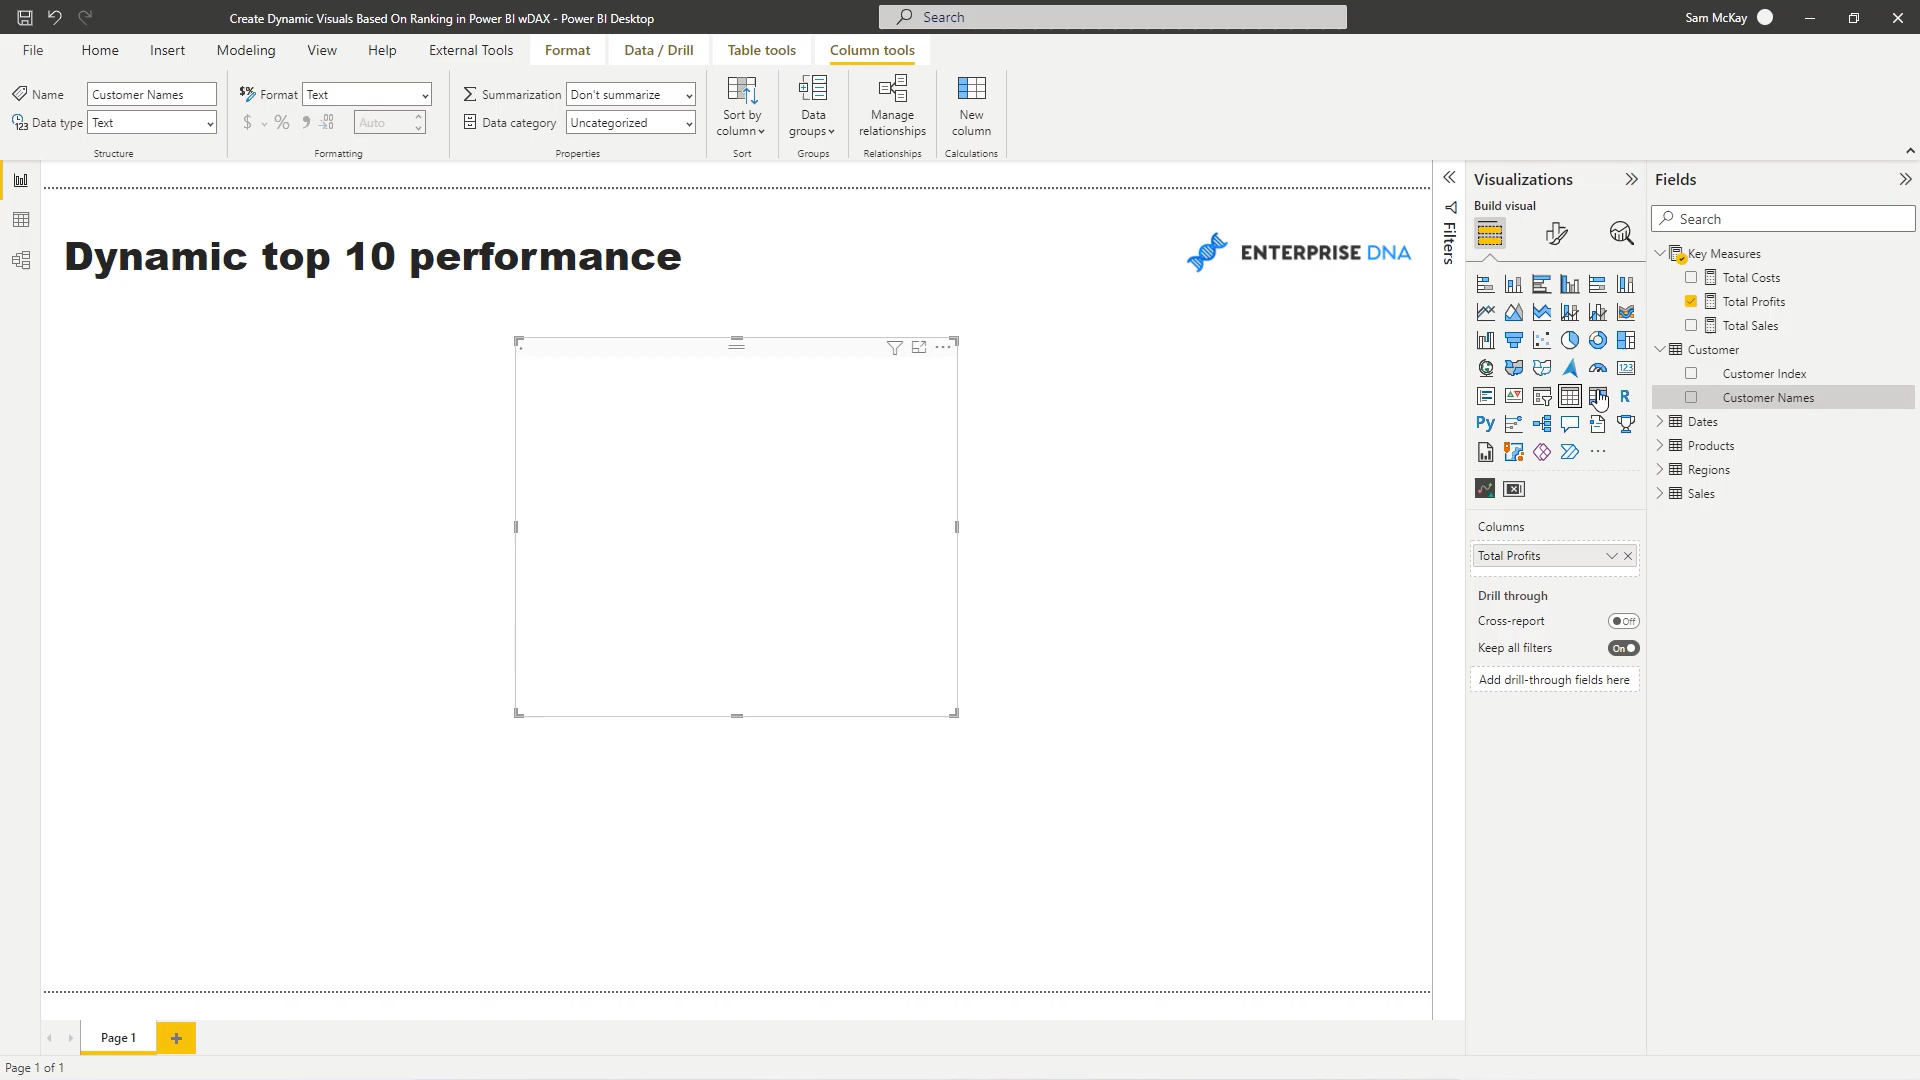 Create Dynamic Visuals Based On Ranking in Power BI wDAX - Power BI Desktop
Search
Sam McKay
File
Home
Insert
Modeling
View
Help
External Tools
Format
Data / Drill
Table tools
Column tools
Name
Customer Names
Data type
Text
Structure
Format
Text
$
%
Auto
Formatting
Summarization
Don't summarize
Data category
Uncategorized
Properties
Sort by
column
Sort
Data
groups
Groups
Manage
relationships
Relationships
New
column
Calculations
Dynamic top 10 performance
ENTERPRISE DNA
Filters
Visualizations
Build visual
123
R
Py
Columns
Total Profits
Drill through
Cross-report
Off
Keep all filters
On
Add drill-through fields here
Fields
Search
Key Measures
Total Costs
Total Profits
Total Sales
Customer
Customer Index
Customer Names
Dates
Products
Regions
Sales
Page 1
Page 1 of 1